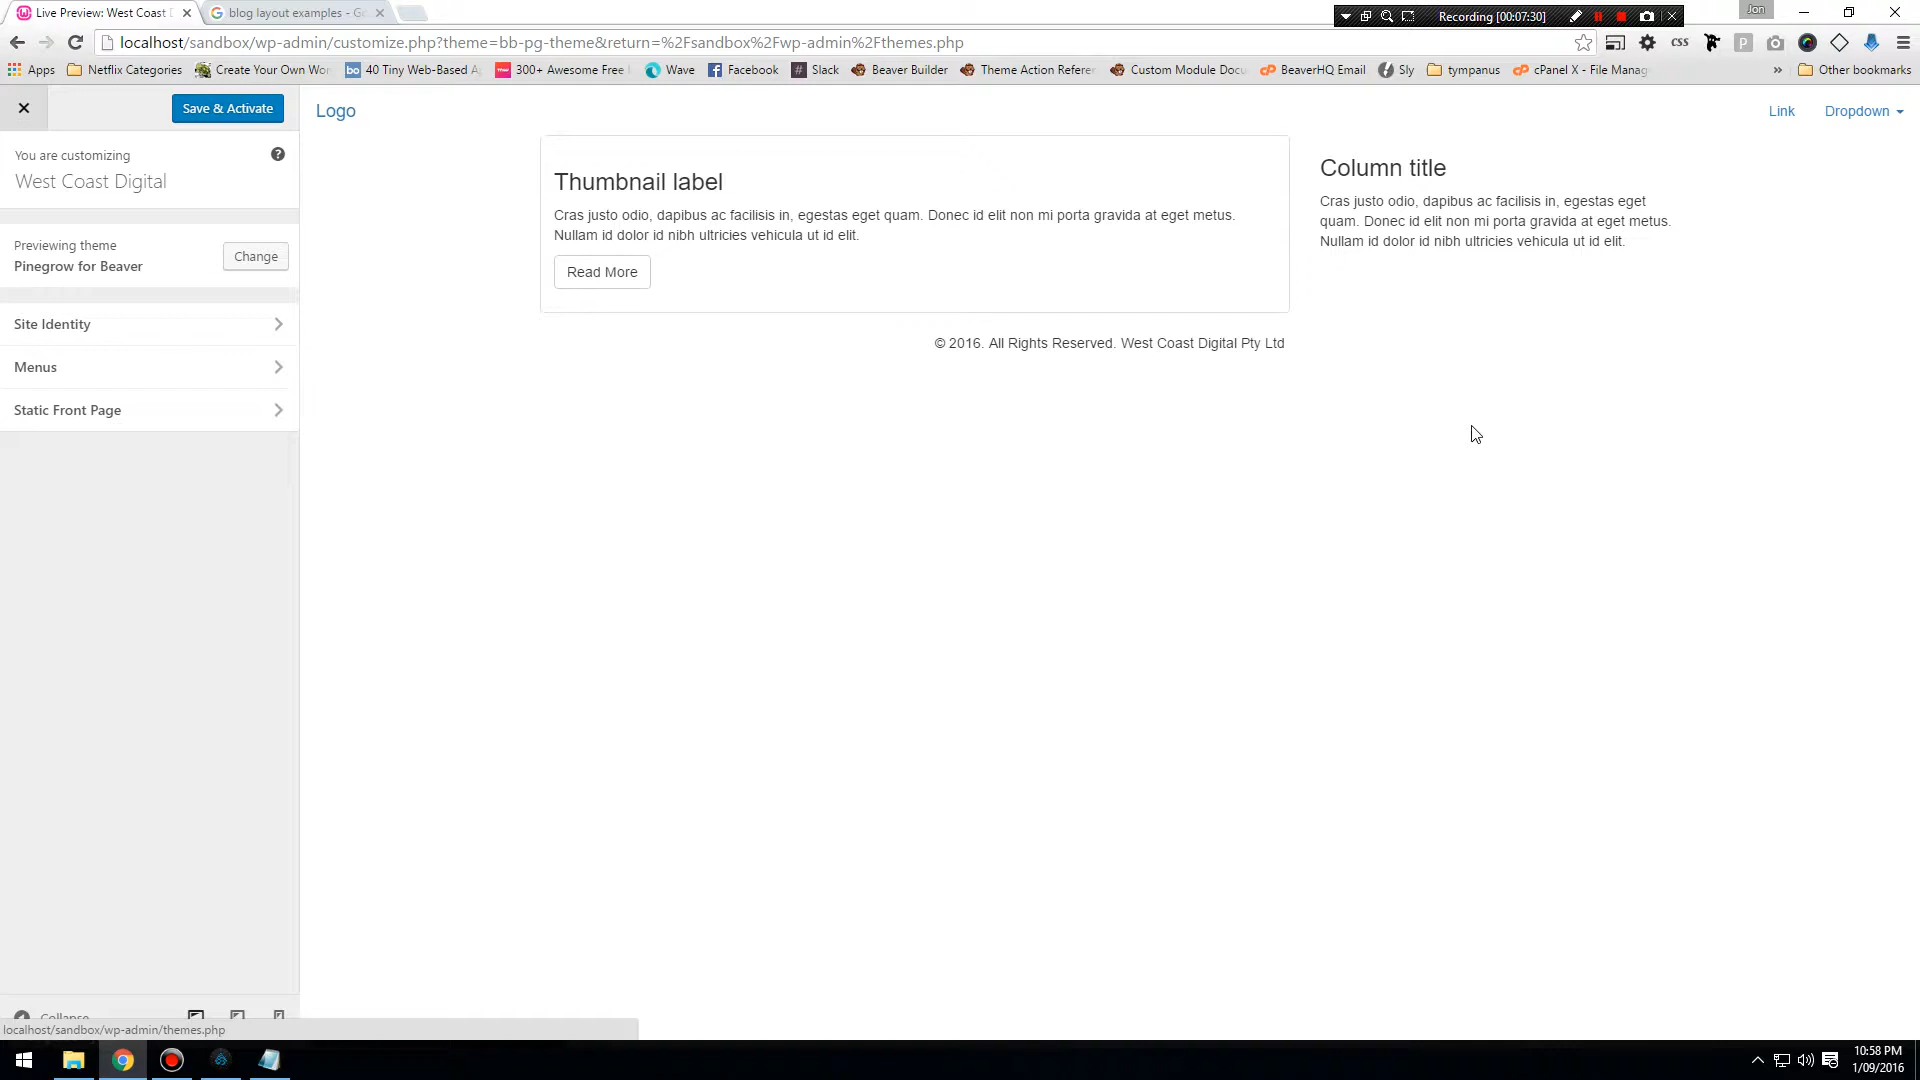 Live Preview: West Coast D
blog layout examples - Go
Recording [00:07:30]
Jon
localhost/sandbox/wp-admin/customize.php?theme=bb-pg-theme&return=%2Fsandbox%2Fwp-admin%2Fthemes.php
CSS
Apps
Netflix Categories
Create Your Own Wor
bo
40 Tiny Web-Based A
300+ Awesome Free
Wave
Facebook
# Slack
Beaver Builder
Theme Action Refere
Custom Module Docu
BeaverHQ Email
Sly
tympanus
cPanel X - File Manag
» Other bookmarks
Save & Activate
You are customizing
West Coast Digital
Previewing theme
Pinegrow for Beaver
Change
Site Identity
Menus
Static Front Page
Collapse
localhost/sandbox/wp-admin/themes.php
Logo
Link
Dropdown
Thumbnail label
Cras justo odio, dapibus ac facilisis in, egestas eget quam. Donec id elit non mi porta gravida at eget metus.
Nullam id dolor id nibh ultricies vehicula ut id elit.
Read More
Column title
Cras justo odio, dapibus ac facilisis in, egestas eget
quam. Donec id elit non mi porta gravida at eget metus.
Nullam id dolor id nibh ultricies vehicula ut id elit.
© 2016. All Rights Reserved. West Coast Digital Pty Ltd
10:58 PM
1/09/2016